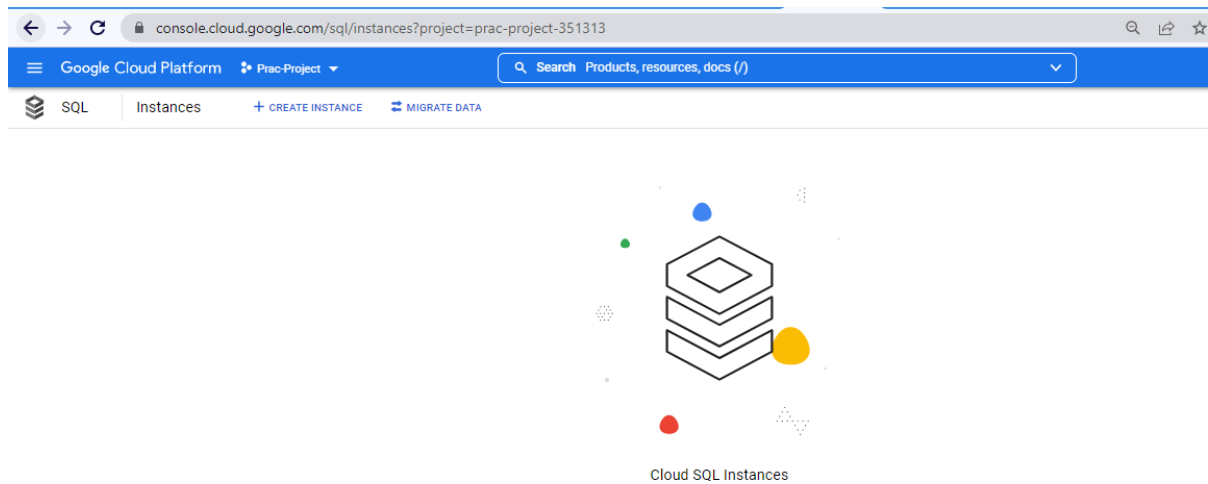 console.cloud.google.com/sql/instances?project=prac-project-351313
Google Cloud Platform Prac-Project Search Products, resources, docs (/)
SQL Instances + CREATE INSTANCE MIGRATE DATA
Cloud SQL Instances